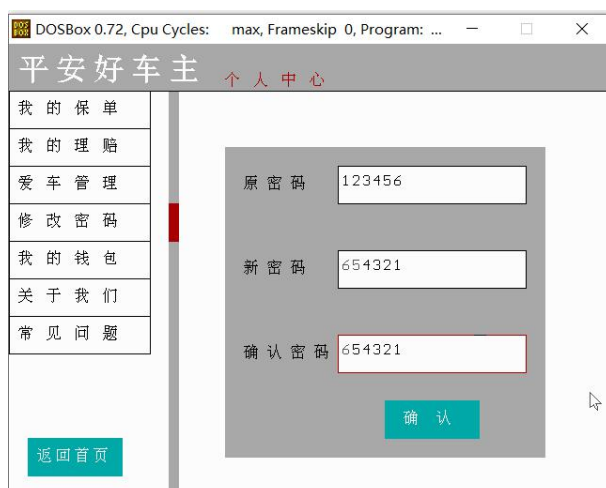 DOSBox 0.72, Cpu Cycles: max, Frameskip 0, Program: ...
平安好车主 个人中心
我的保单
我的理赔
爱车管理
修改密码
我的钱包
关于我们
常见问题
返回首页
原密码 123456
新密码 654321
确认密码 654321
确认